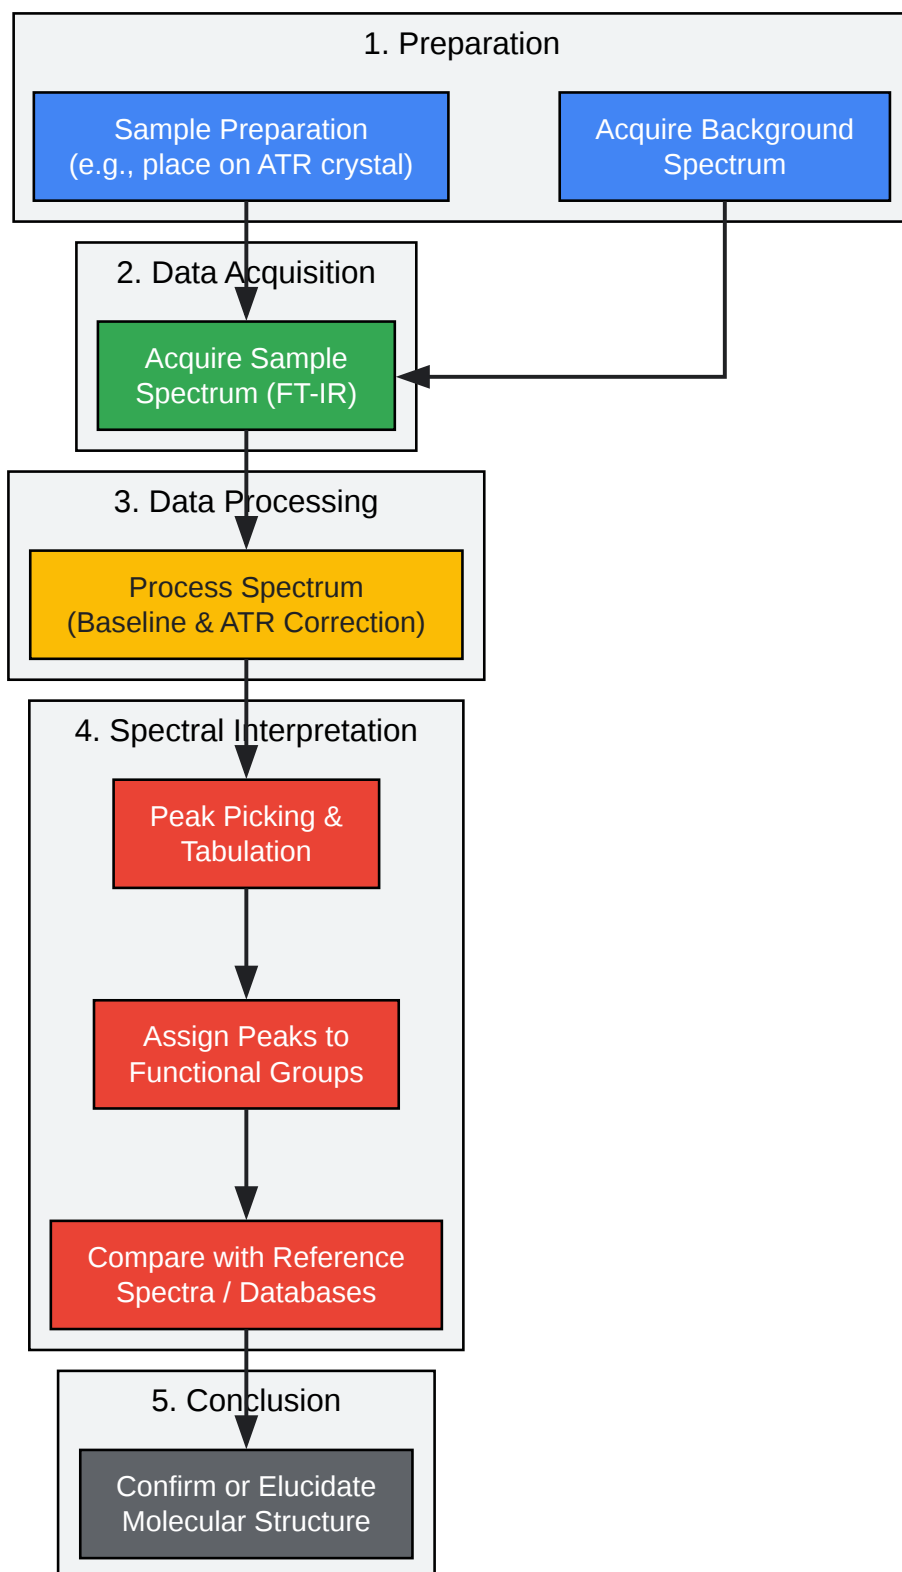 1. Preparation
Sample Preparation
(e.g., place on ATR crystal)
Acquire Background
Spectrum
2. Data Acquisition
Acquire Sample
Spectrum (FT-IR)
3. Data Processing
Process Spectrum
(Baseline & ATR Correction)
4. Spectral Interpretation
Peak Picking &
Tabulation
Assign Peaks to
Functional Groups
Compare with Reference
Spectra / Databases
5. Conclusion
Confirm or Elucidate
Molecular Structure